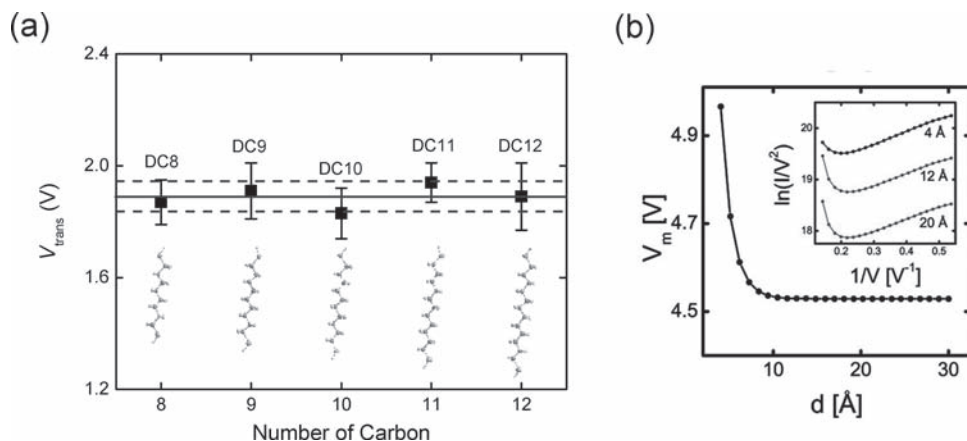 (a)
2.4
2.0
1.6
1.2
V_trans (V)
DC8
DC9
DC10
DC11
DC12
8
9
10
11
12
Number of Carbon
(b)
4.9
4.7
4.5
V_m [V]
10
20
30
d [Å]
20
19
18
ln(I/V²)
4 Å
12 Å
20 Å
0.1
0.2
0.3
0.4
0.5
1/V [V⁻¹]